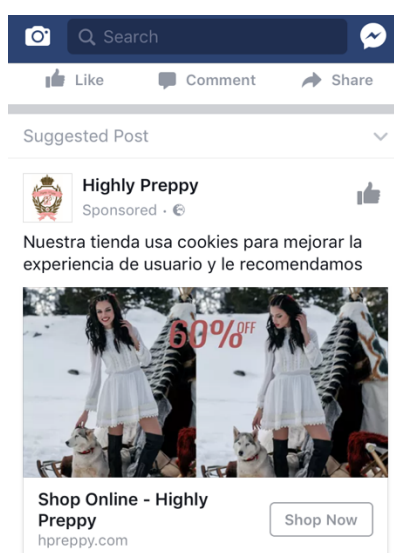 Search
Like Comment Share
Suggested Post
Highly Preppy
Sponsored ·
Nuestra tienda usa cookies para mejorar la
experiencia de usuario y le recomendamos
60% OFF
Shop Online - Highly
Preppy
hpreppy.com
Shop Now